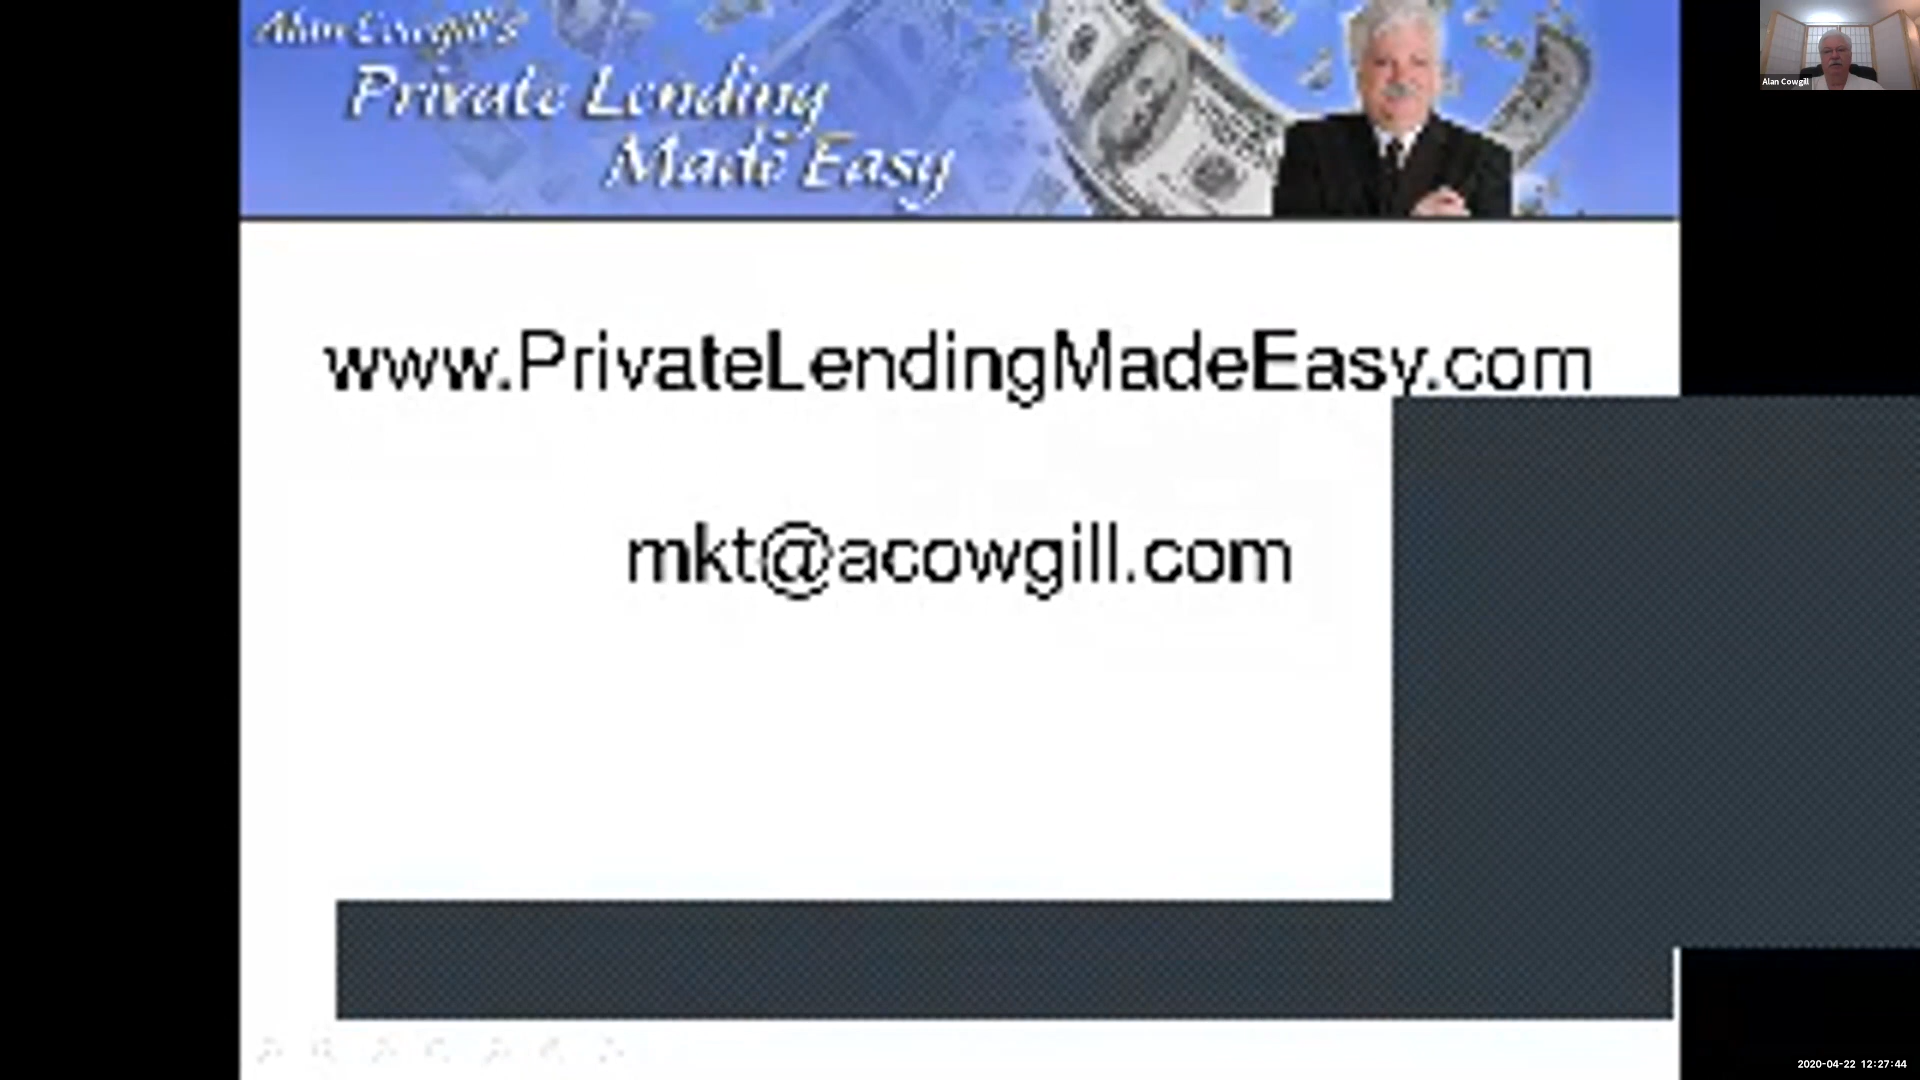 Alan Cowgill's
Private Lending
Made Easy
Alan Cowgill
www.PrivateLendingMadeEasy.com
mkt@acowgill.com
2020-04-22 12:27:44